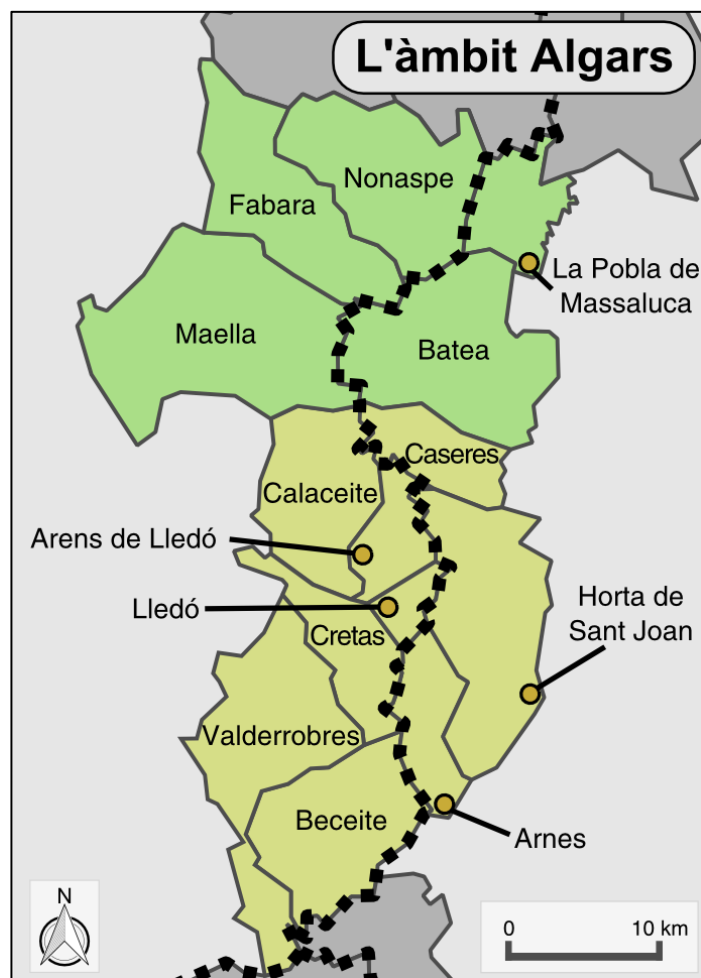 L'àmbit Algars
Nonaspe
Fabara
La Pobla de
Massaluca
Maella
Batea
Caseres
Calaceite
Arens de Lledó
Lledó
Horta de
Sant Joan
Cretas
Valderrobres
Beceite
Arnes
N
0 10 km